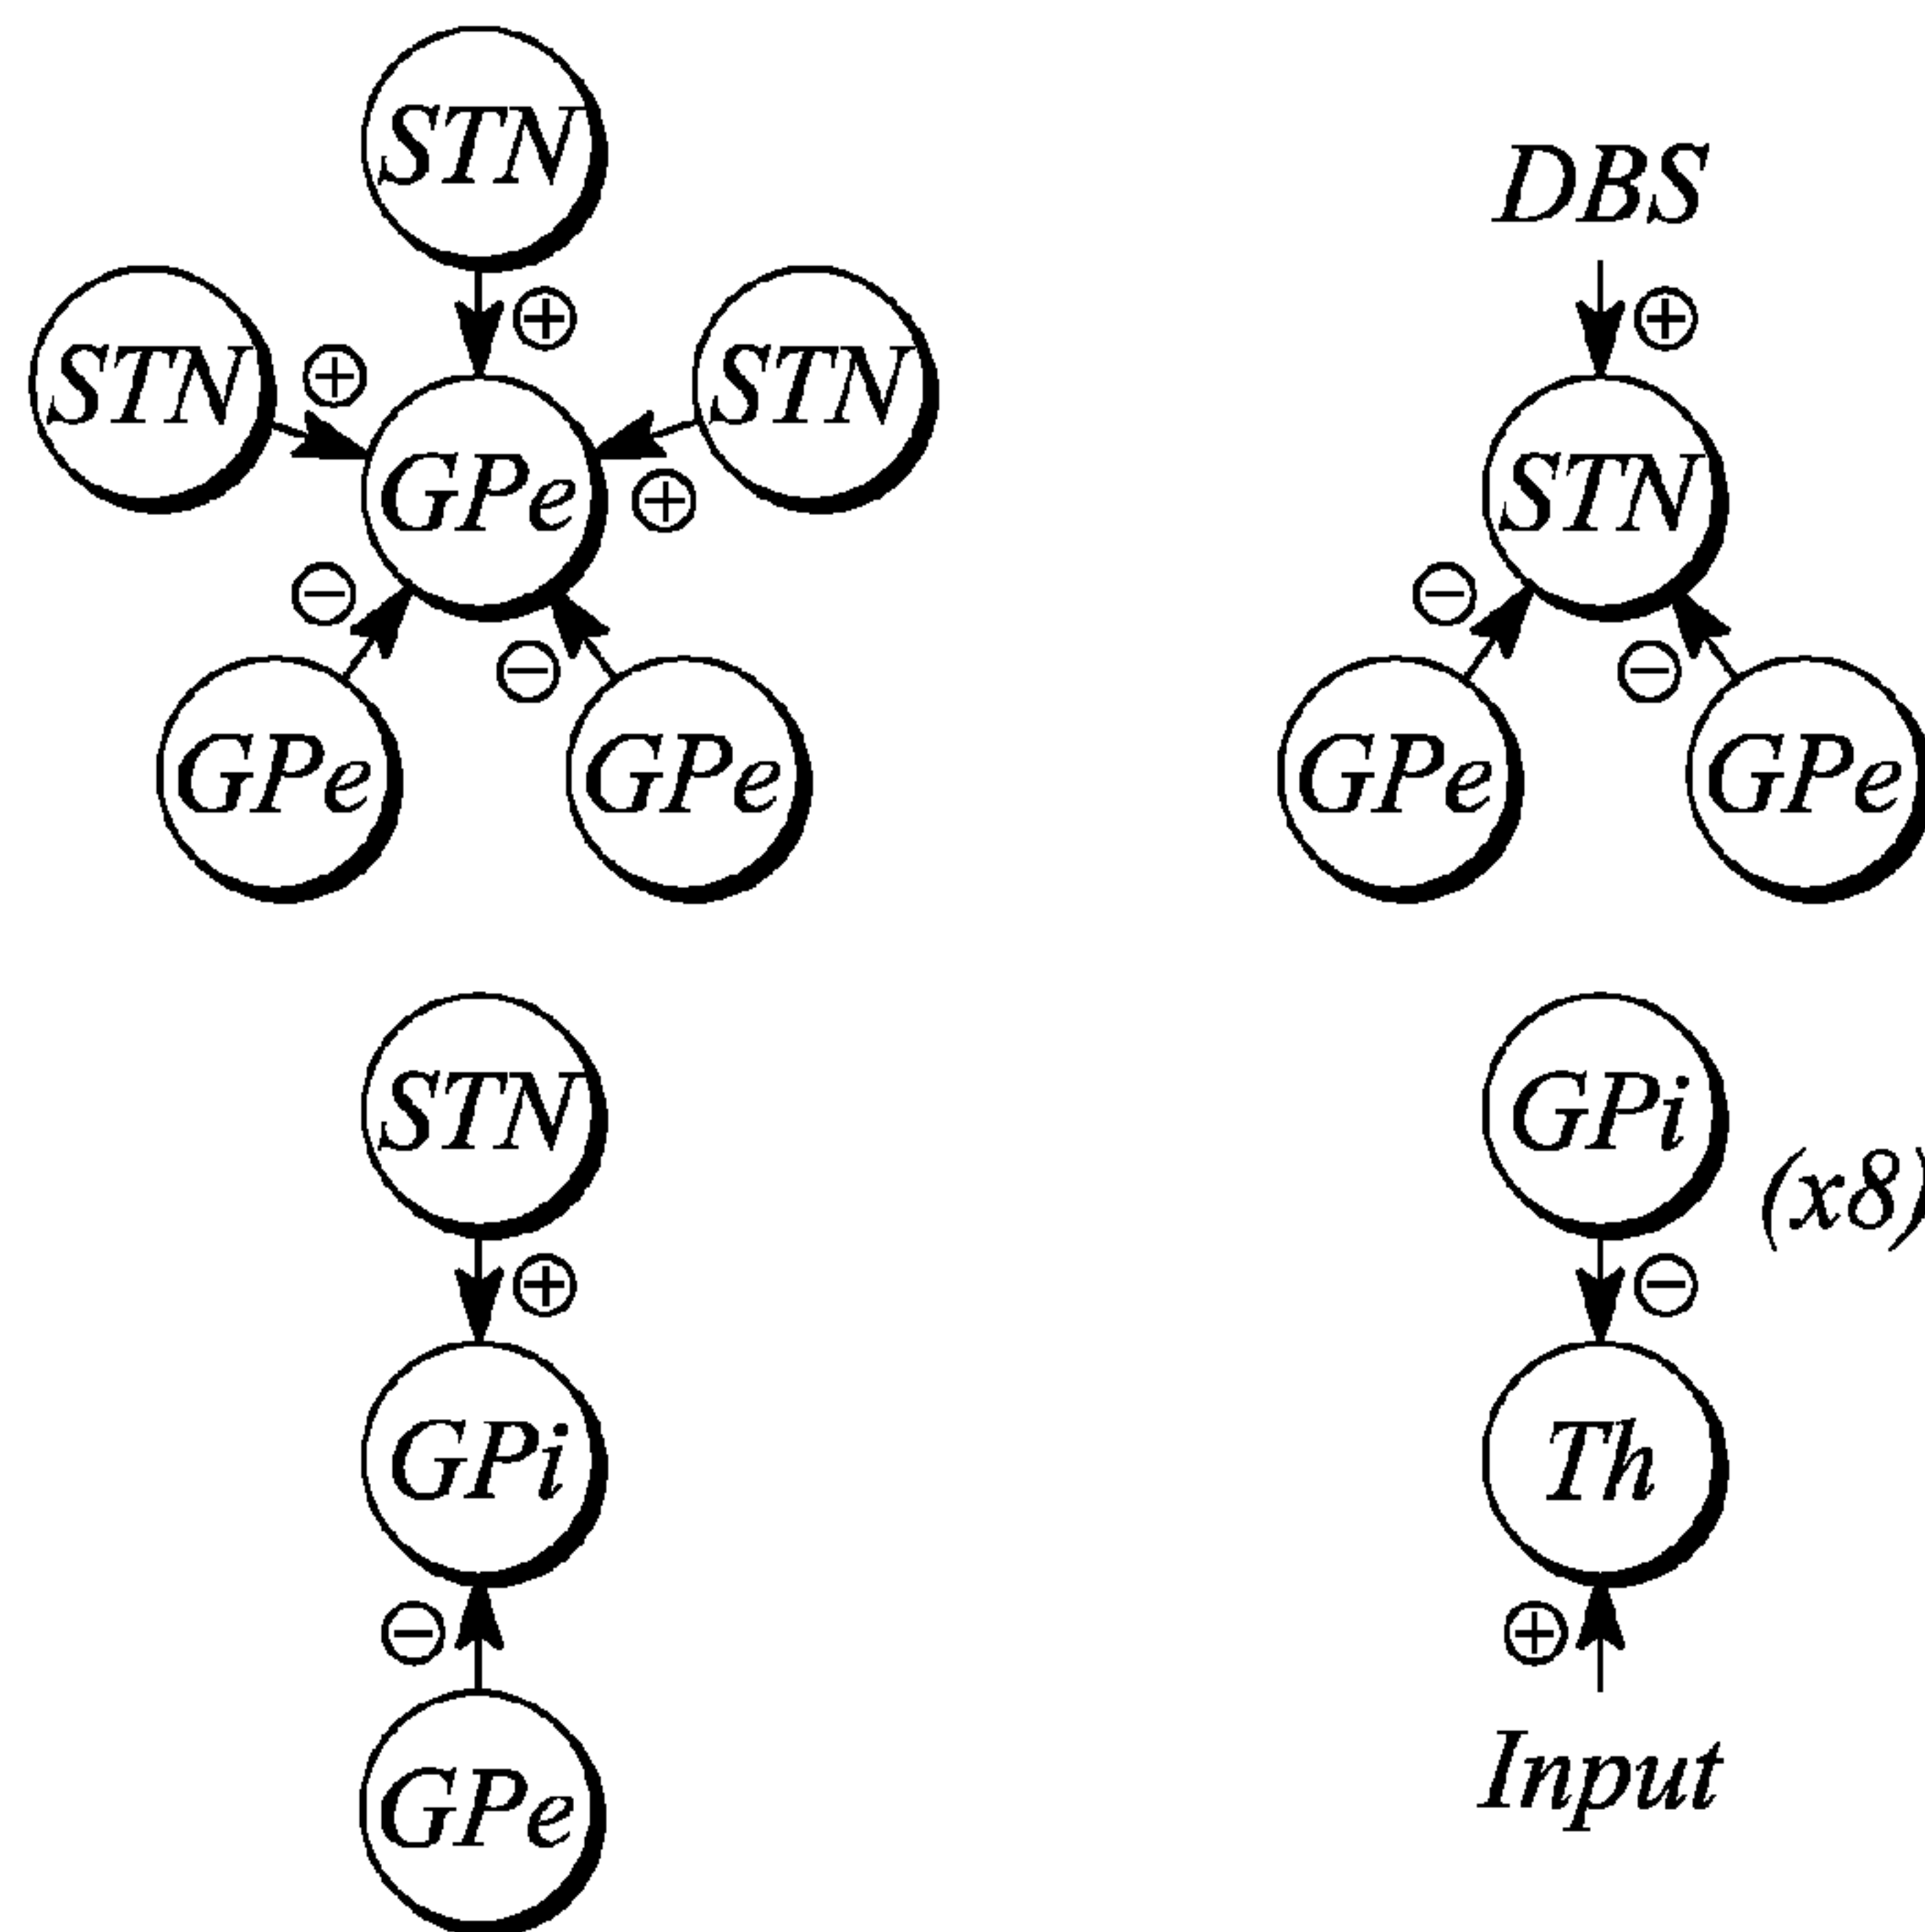 STN
DBS
STN
STN
GPe
STN
GPe
GPe
GPe
GPe
STN
GPi
(x8)
GPi
Th
GPe
Input